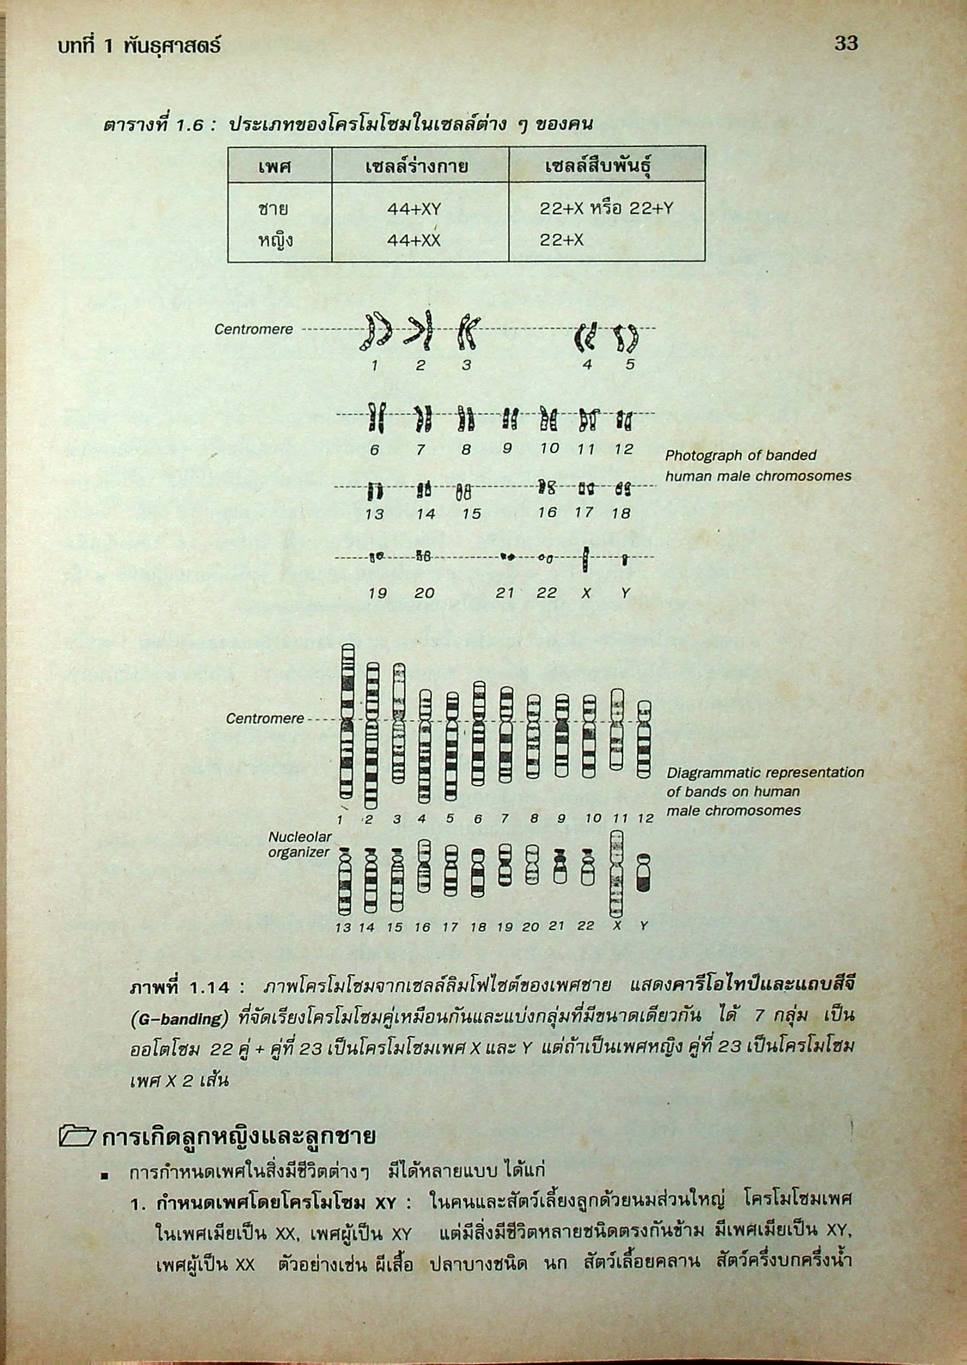 บทที่ 1 พันธุศาสตร์ 33
ตารางที่ 1.6 : ประเภทของโครโมโซมในเซลล์ต่าง ๆ ของคน
เพศ เซลล์ร่างกาย เซลล์สืบพันธุ์
ชาย 44+XY 22+X หรือ 22+Y
หญิง 44+XX 22+X
Centromere
1 2 3 4 5
6 7 8 9 10 11 12
Photograph of banded
human male chromosomes
13 14 15 16 17 18
19 20 21 22 X Y
Centromere
Diagrammatic representation
of bands on human
male chromosomes
1 2 3 4 5 6 7 8 9 10 11 12
Nucleolar
organizer
13 14 15 16 17 18 19 20 21 22 X Y
ภาพที่ 1.14 : ภาพโครโมโซมจากเซลล์ลิมโฟไซต์ของเพศชาย แสดงคารีโอไทป์และแถบสีจี
(G-banding) ที่จัดเรียงโครโมโซมคู่เหมือนกันและแบ่งกลุ่มที่มีขนาดเดียวกัน ได้ 7 กลุ่ม เป็น
ออโตโซม 22 คู่ + คู่ที่ 23 เป็นโครโมโซมเพศ X และ Y แต่ถ้าเป็นเพศหญิง คู่ที่ 23 เป็นโครโมโซม
เพศ X 2 เส้น
การเกิดลูกหญิงและลูกชาย
▪ การกำหนดเพศในสิ่งมีชีวิตต่างๆ มีได้หลายแบบ ได้แก่
1. กำหนดเพศโดยโครโมโซม XY : ในคนและสัตว์เลี้ยงลูกด้วยนมส่วนใหญ่ โครโมโซมเพศ
ในเพศเมียเป็น XX, เพศผู้เป็น XY แต่มีสิ่งมีชีวิตหลายชนิดตรงกันข้าม มีเพศเมียเป็น XY,
เพศผู้เป็น XX ตัวอย่างเช่น ผีเสื้อ ปลาบางชนิด นก สัตว์เลื้อยคลาน สัตว์ครึ่งบกครึ่งน้ำ